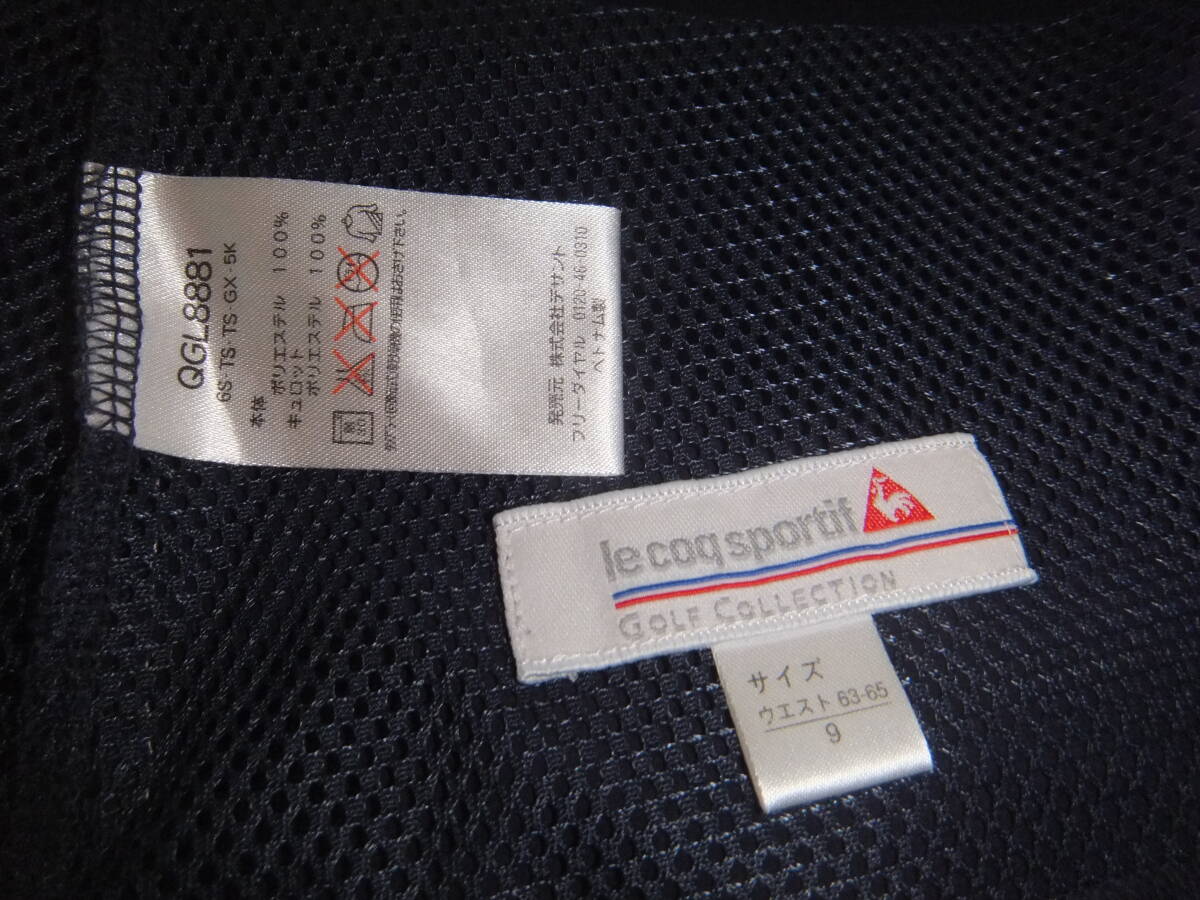 QGL8881
6S・TS・TS・GX・5K
本体 ポリエステル 100%
キュロット
ポリエステル 100%
発売元 株式会社デサント
フリーダイヤル 0120-46-0310
ベトナム製
le coq sportif
GOLF COLLECTION
サイズ
ウエスト 63-65
9